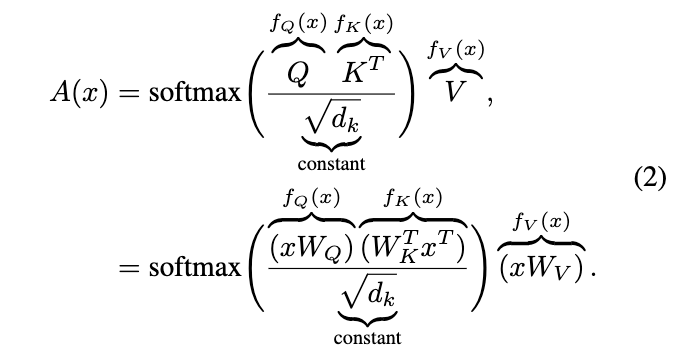 f_Q(x) f_K(x) f_V(x)
A(x) = softmax( Q K^T / √d_k ) V ,
constant
(2)
f_Q(x) f_K(x) f_V(x)
= softmax( (xW_Q) (W_K^T x^T) / √d_k ) (xW_V) .
constant